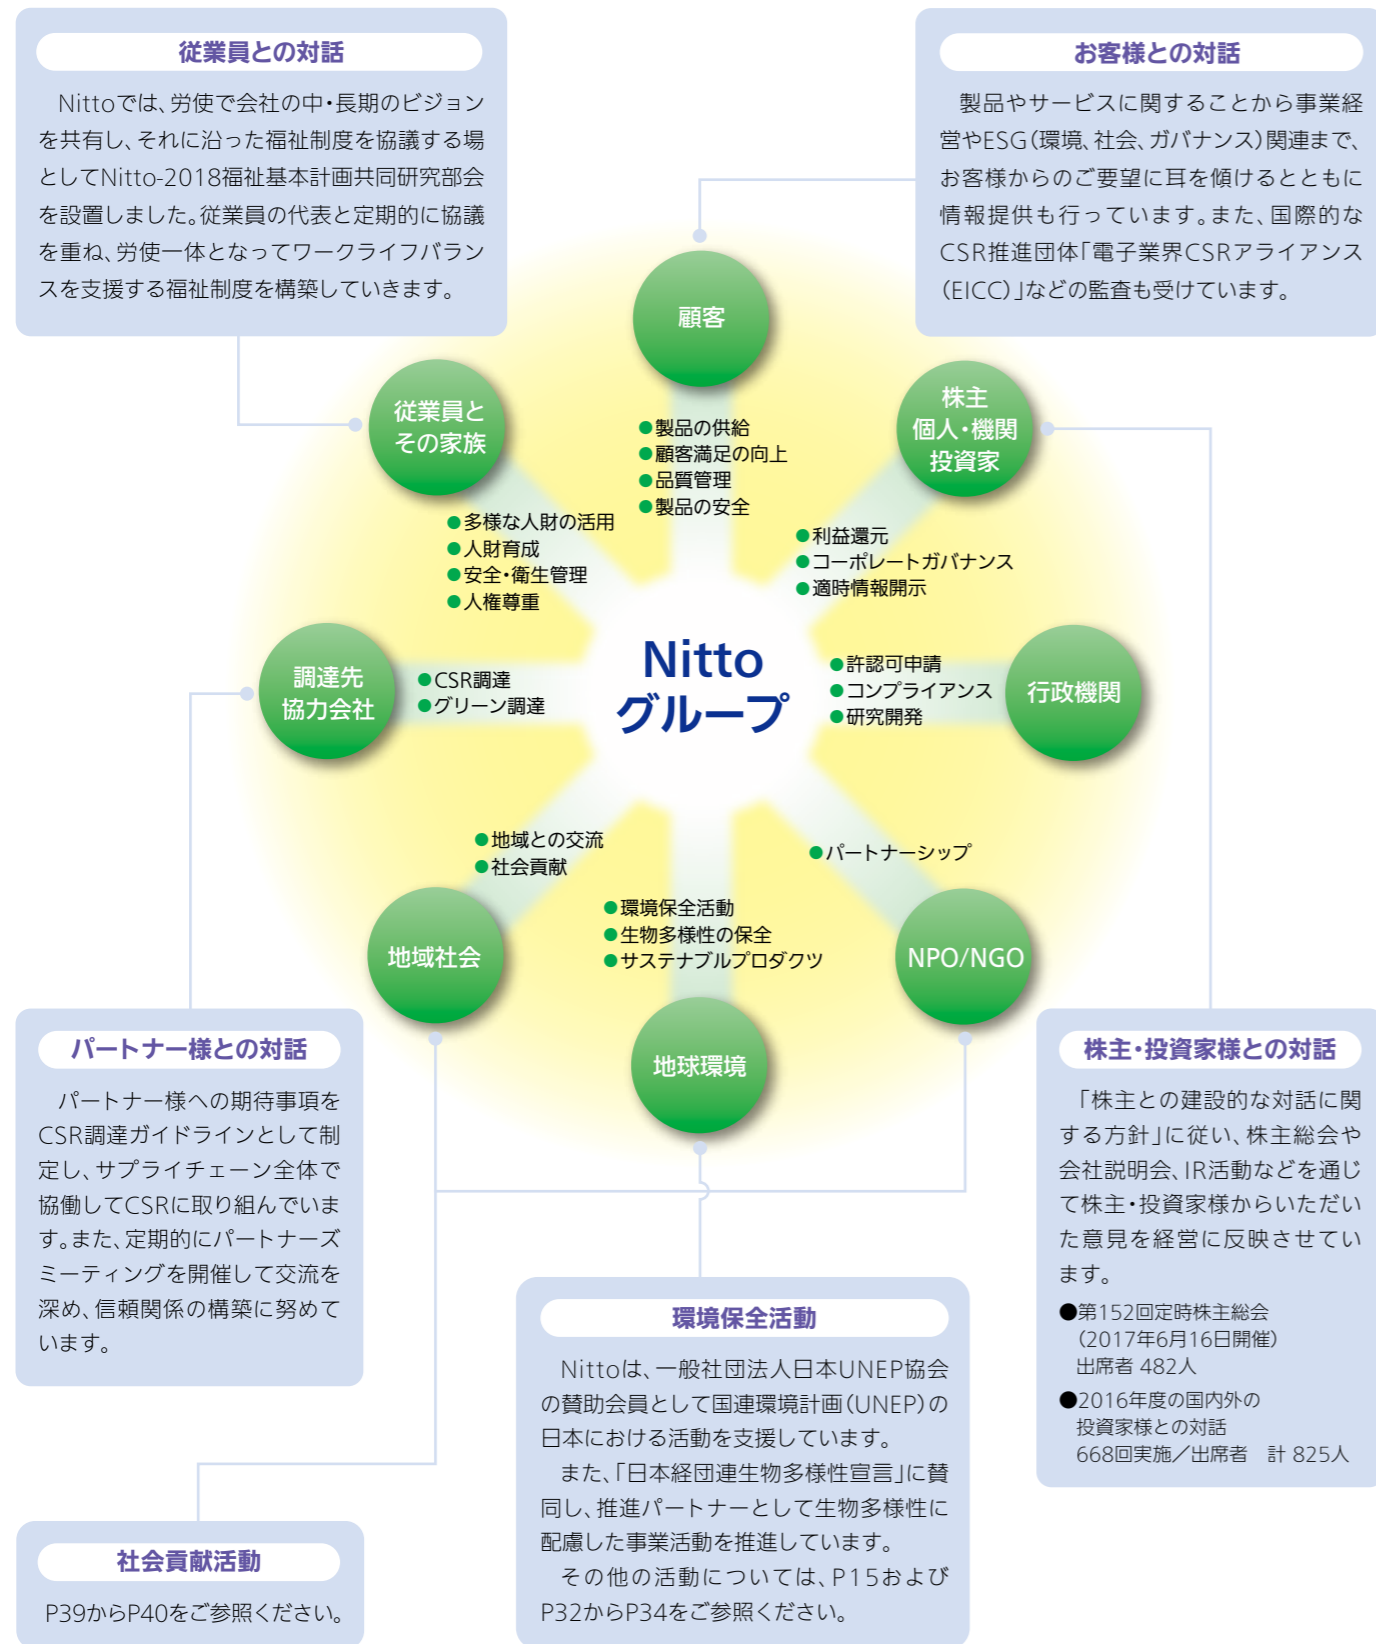 従業員との対話
Nittoでは、労使で会社の中・長期のビジョン
を共有し、それに沿った福祉制度を協議する場
としてNitto-2018福祉基本計画共同研究部会
を設置しました。従業員の代表と定期的に協議
を重ね、労使一体となってワークライフバラン
スを支援する福祉制度を構築していきます。
お客様との対話
製品やサービスに関することから事業経
営やESG（環境、社会、ガバナンス）関連まで、
お客様からのご要望に耳を傾けるとともに
情報提供も行っています。また、国際的な
CSR推進団体「電子業界CSRアライアンス
（EICC）」などの監査も受けています。
顧客
●製品の供給
●顧客満足の向上
●品質管理
●製品の安全
従業員と
その家族
●多様な人財の活用
●人財育成
●安全・衛生管理
●人権尊重
株主
個人・機関
投資家
●利益還元
●コーポレートガバナンス
●適時情報開示
調達先
協力会社
●CSR調達
●グリーン調達
Nitto
グループ
●許認可申請
●コンプライアンス
●研究開発
行政機関
●地域との交流
●社会貢献
地域社会
●環境保全活動
●生物多様性の保全
●サステナブルプロダクツ
地球環境
●パートナーシップ
NPO/NGO
パートナー様との対話
パートナー様への期待事項を
CSR調達ガイドラインとして制
定し、サプライチェーン全体で
協働してCSRに取り組んでいま
す。また、定期的にパートナーズ
ミーティングを開催して交流を
深め、信頼関係の構築に努めて
います。
株主・投資家様との対話
「株主との建設的な対話に関
する方針」に従い、株主総会や
会社説明会、IR活動などを通じ
て株主・投資家様からいただい
た意見を経営に反映させてい
ます。
●第152回定時株主総会
（2017年6月16日開催）
出席者 482人
●2016年度の国内外の
投資家様との対話
668回実施／出席者　計 825人
環境保全活動
Nittoは、一般社団法人日本UNEP協会
の賛助会員として国連環境計画（UNEP）の
日本における活動を支援しています。
また、「日本経団連生物多様性宣言」に賛
同し、推進パートナーとして生物多様性に
配慮した事業活動を推進しています。
その他の活動については、P15および
P32からP34をご参照ください。
社会貢献活動
P39からP40をご参照ください。